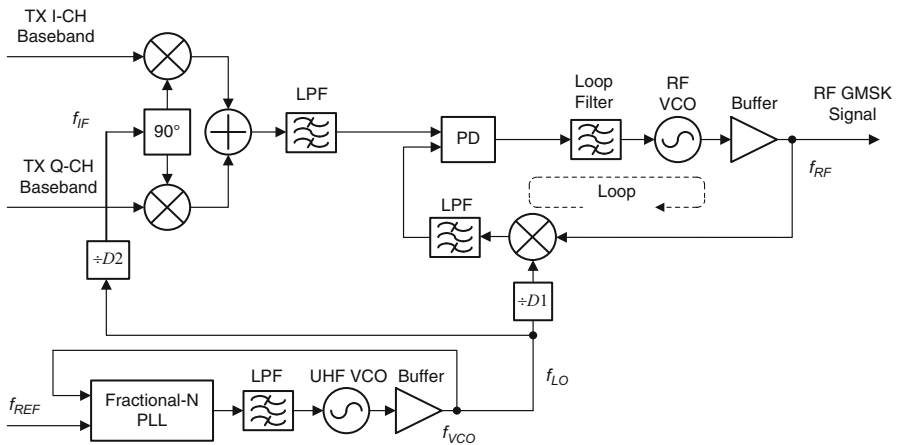 TX I-CH
Baseband
f_IF
90°
TX Q-CH
Baseband
÷D2
LPF
PD
Loop
Filter
RF
VCO
Buffer
RF GMSK
Signal
f_RF
Loop
LPF
÷D1
f_LO
f_REF
Fractional-N
PLL
LPF
UHF VCO
Buffer
f_VCO